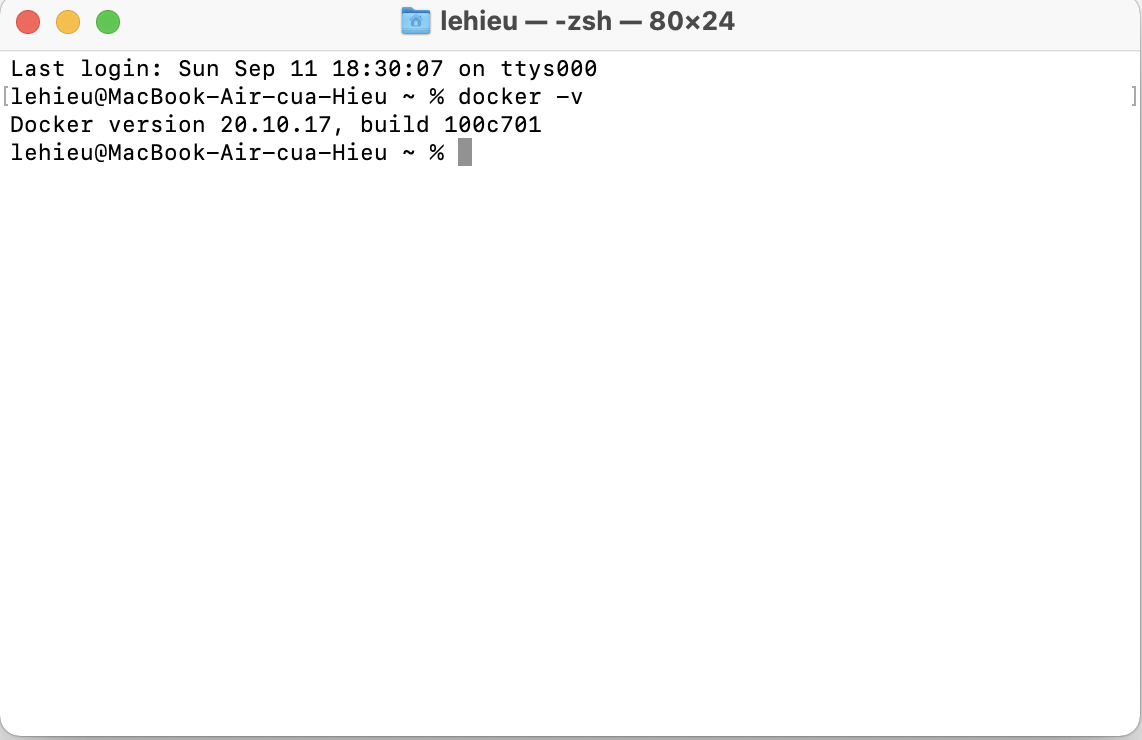 lehieu — -zsh — 80×24
Last login: Sun Sep 11 18:30:07 on ttys000
[lehieu@MacBook-Air-cua-Hieu ~ % docker -v ]
Docker version 20.10.17, build 100c701
lehieu@MacBook-Air-cua-Hieu ~ %